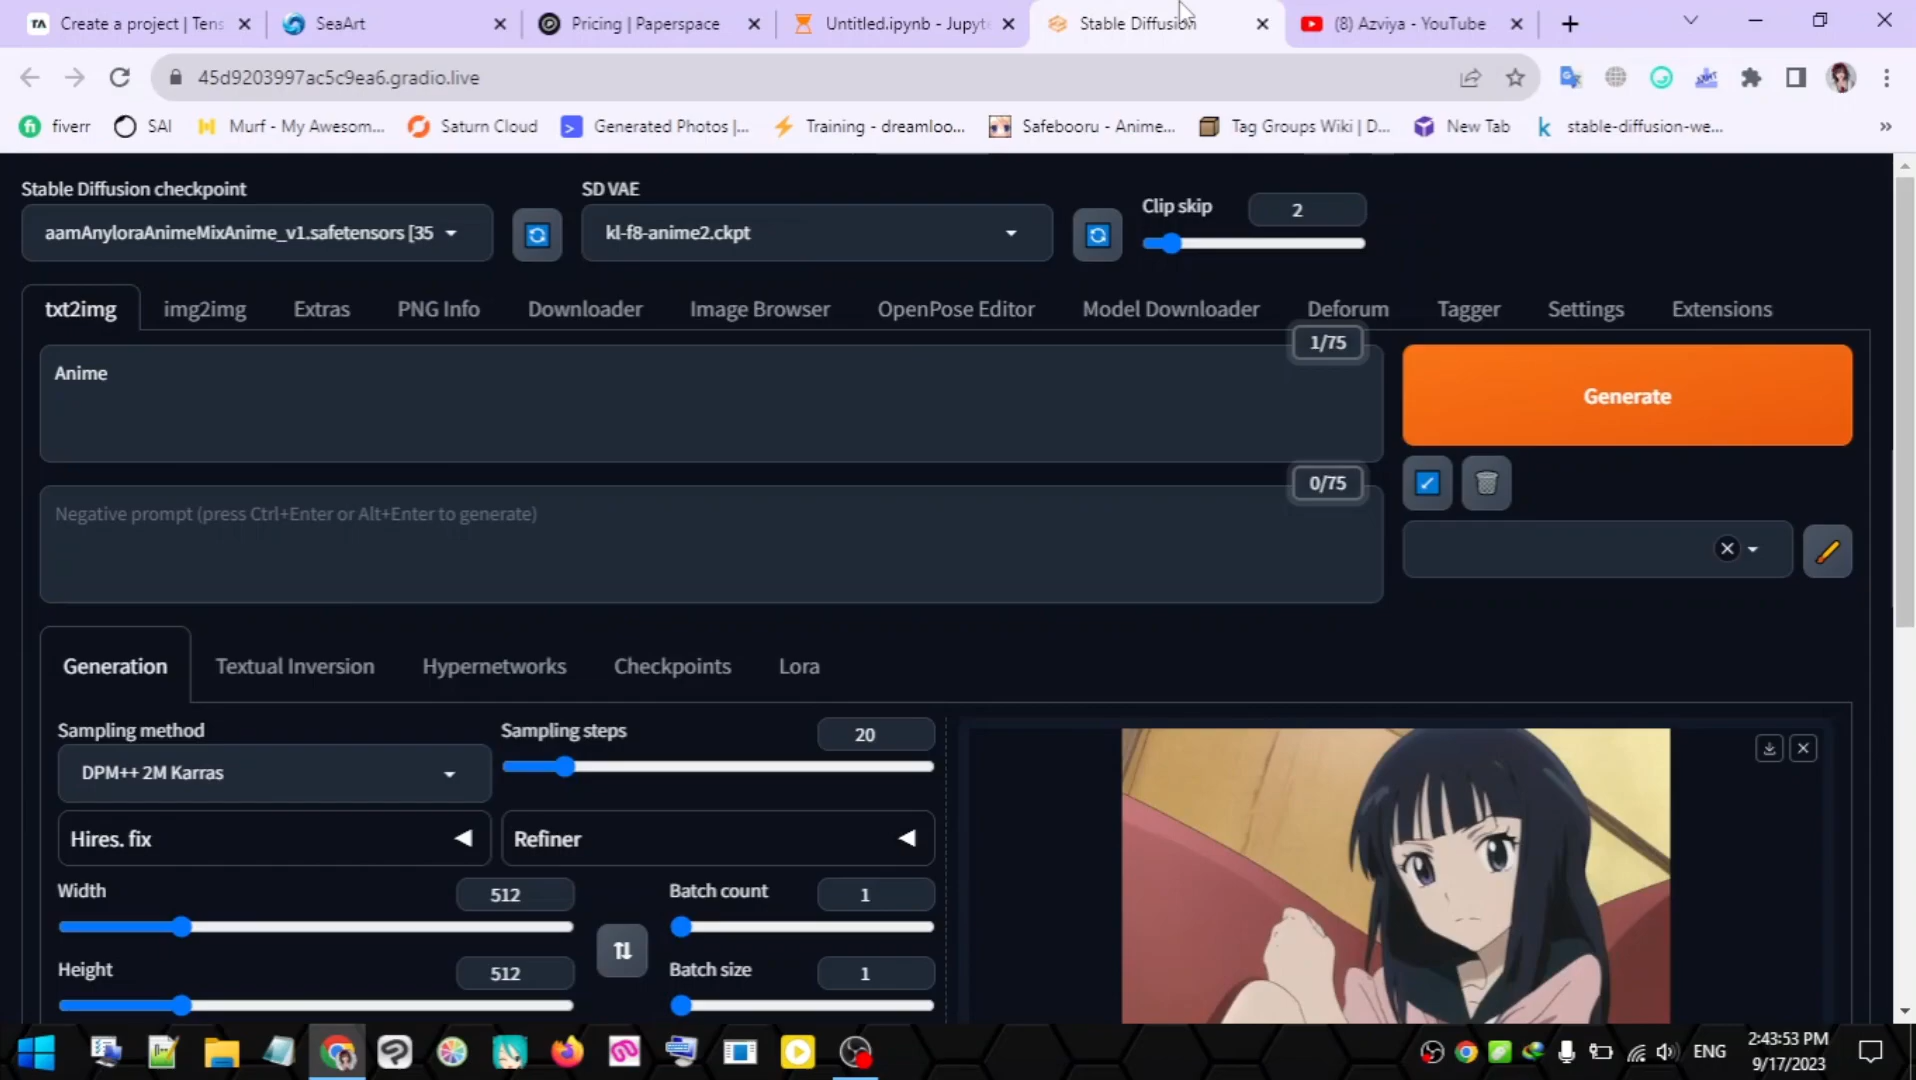 Create a project | Tens
SeaArt
Pricing | Paperspace
Untitled.ipynb - Jupyte
Stable Diffusion
(8) Azviya - YouTube
45d9203997ac5c9ea6.gradio.live
fiverr
SAI
Murf - My Awesom...
Saturn Cloud
Generated Photos |...
Training - dreamloo...
Safebooru - Anime...
Tag Groups Wiki | D...
New Tab
stable-diffusion-we...
Stable Diffusion checkpoint
SD VAE
Clip skip
2
aamAnyloraAnimeMixAnime_v1.safetensors [35
kl-f8-anime2.ckpt
txt2img
img2img
Extras
PNG Info
Downloader
Image Browser
OpenPose Editor
Model Downloader
Deforum
Tagger
Settings
Extensions
1/75
Anime
Generate
0/75
Negative prompt (press Ctrl+Enter or Alt+Enter to generate)
Generation
Textual Inversion
Hypernetworks
Checkpoints
Lora
Sampling method
Sampling steps
20
DPM++ 2M Karras
Hires. fix
Refiner
Width
512
Batch count
1
Height
512
Batch size
1
ENG
2:43:53 PM
9/17/2023